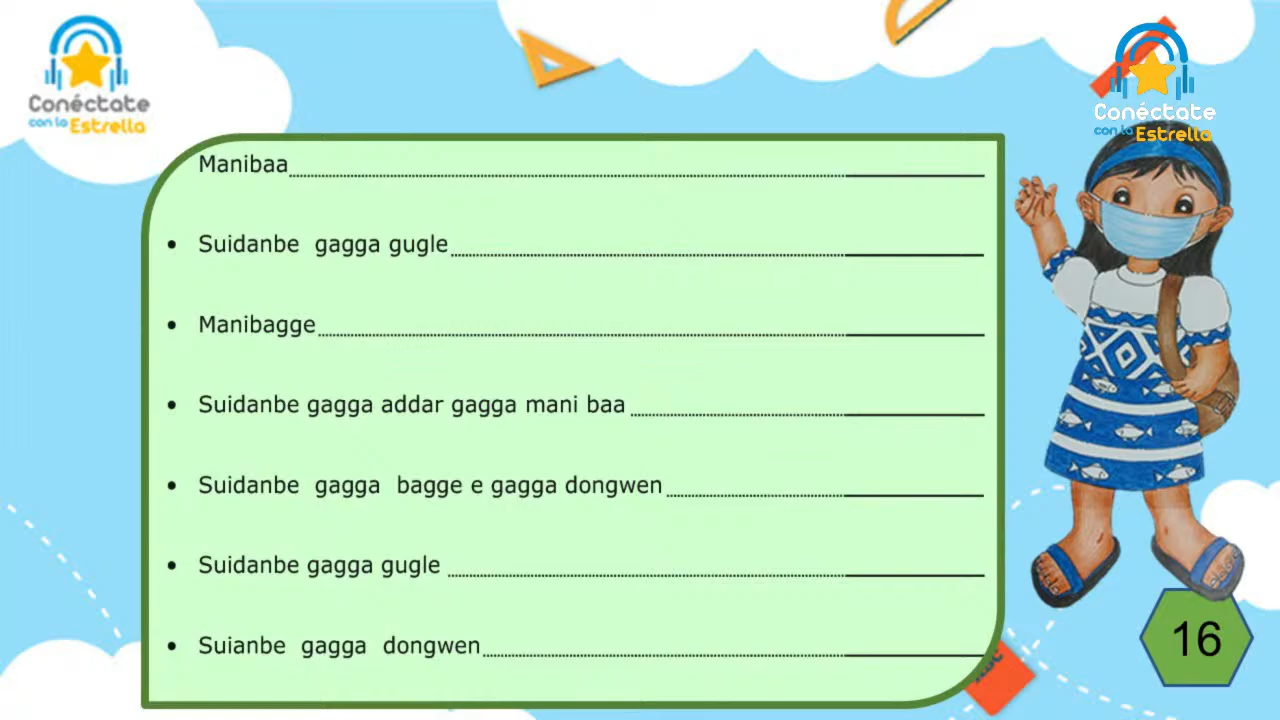 Conéctate
con la Estrella
Conéctate
con la Estrella
Manibaa
• Suidanbe gagga gugle
• Manibagge
• Suidanbe gagga addar gagga mani baa
• Suidanbe gagga bagge e gagga dongwen
• Suidanbe gagga gugle
• Suianbe gagga dongwen
16